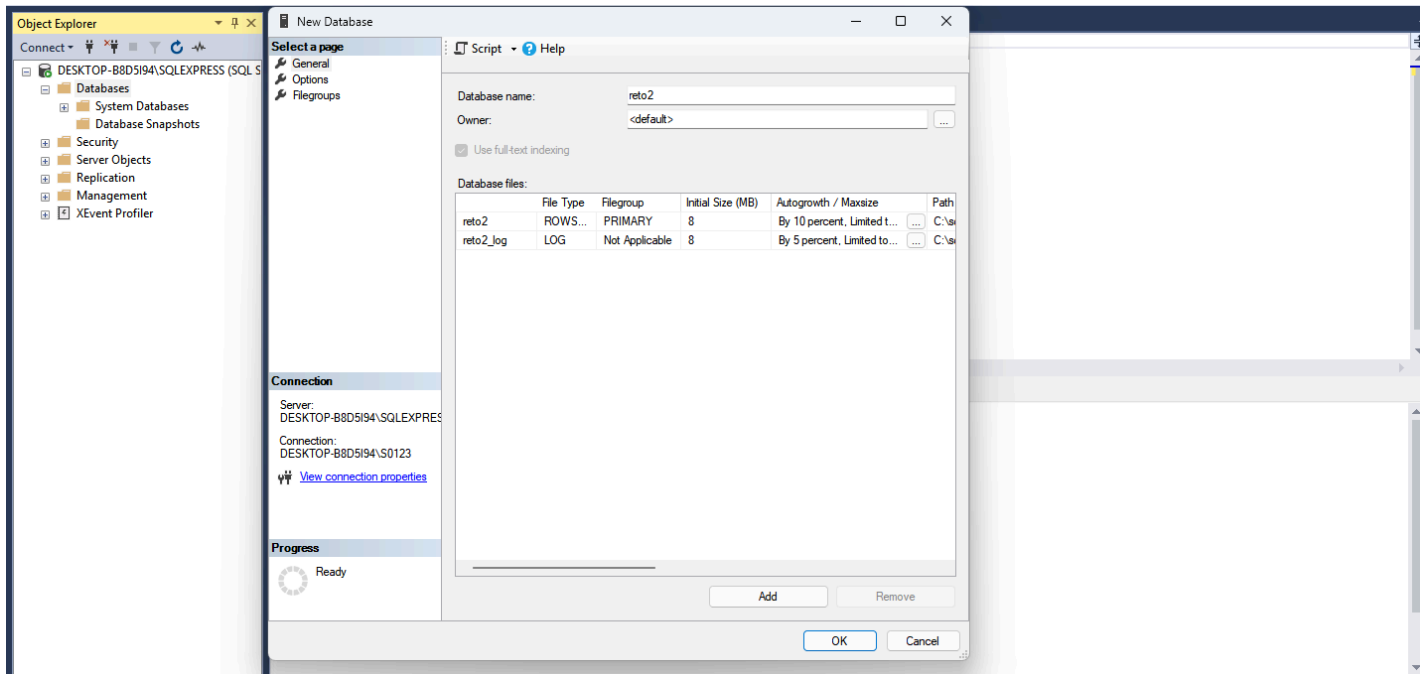 Object Explorer
Connect
DESKTOP-B8D5I94\SQLEXPRESS (SQL S
Databases
System Databases
Database Snapshots
Security
Server Objects
Replication
Management
XEvent Profiler
New Database
Select a page
General
Options
Filegroups
Script
Help
Database name: reto2
Owner: <default> ...
Use full-text indexing
Database files:
File Type Filegroup Initial Size (MB) Autogrowth / Maxsize Path
reto2 ROWS... PRIMARY 8 By 10 percent, Limited t... ... C:\s
reto2_log LOG Not Applicable 8 By 5 percent, Limited to... ... C:\s
Connection
Server:
DESKTOP-B8D5I94\SQLEXPRES
Connection:
DESKTOP-B8D5I94\S0123
View connection properties
Progress
Ready
Add Remove
OK Cancel